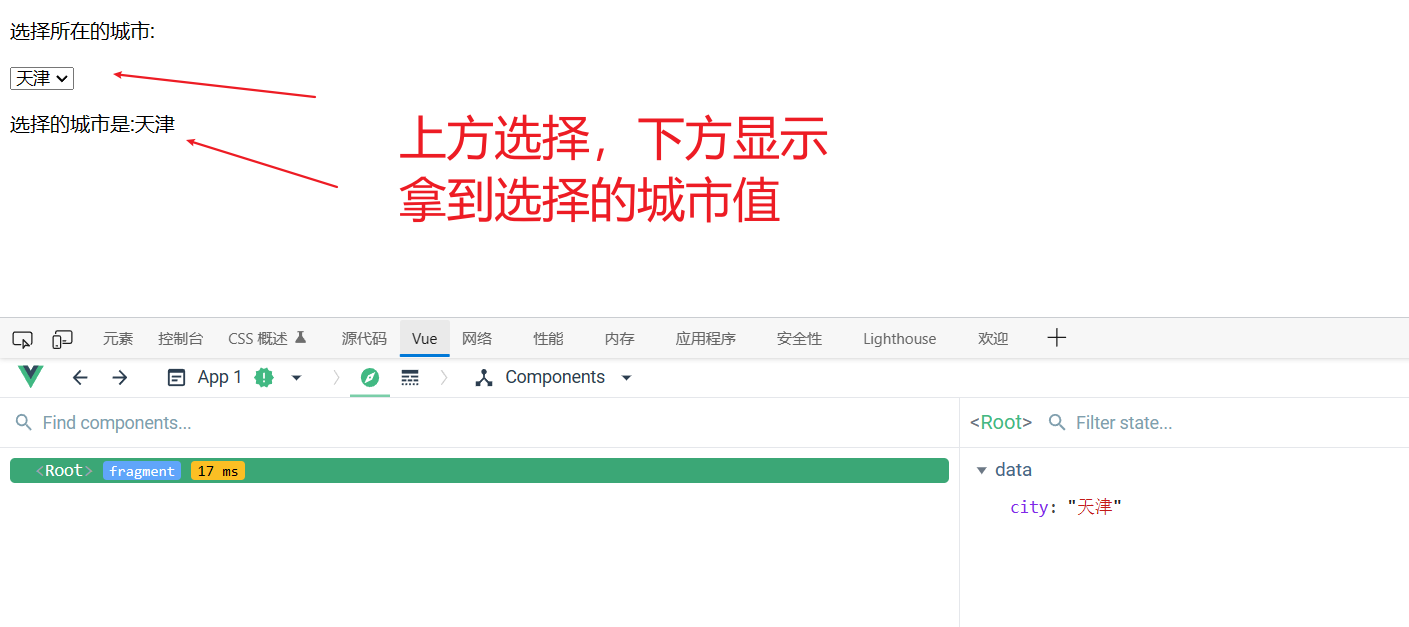 选择所在的城市:
天津
选择的城市是:天津
上方选择，下方显示
拿到选择的城市值
元素 控制台 CSS 概述 源代码 Vue 网络 性能 内存 应用程序 安全性 Lighthouse 欢迎
App 1 Components
Find components...
<Root> Filter state...
<Root> fragment 17 ms
data
city: "天津"